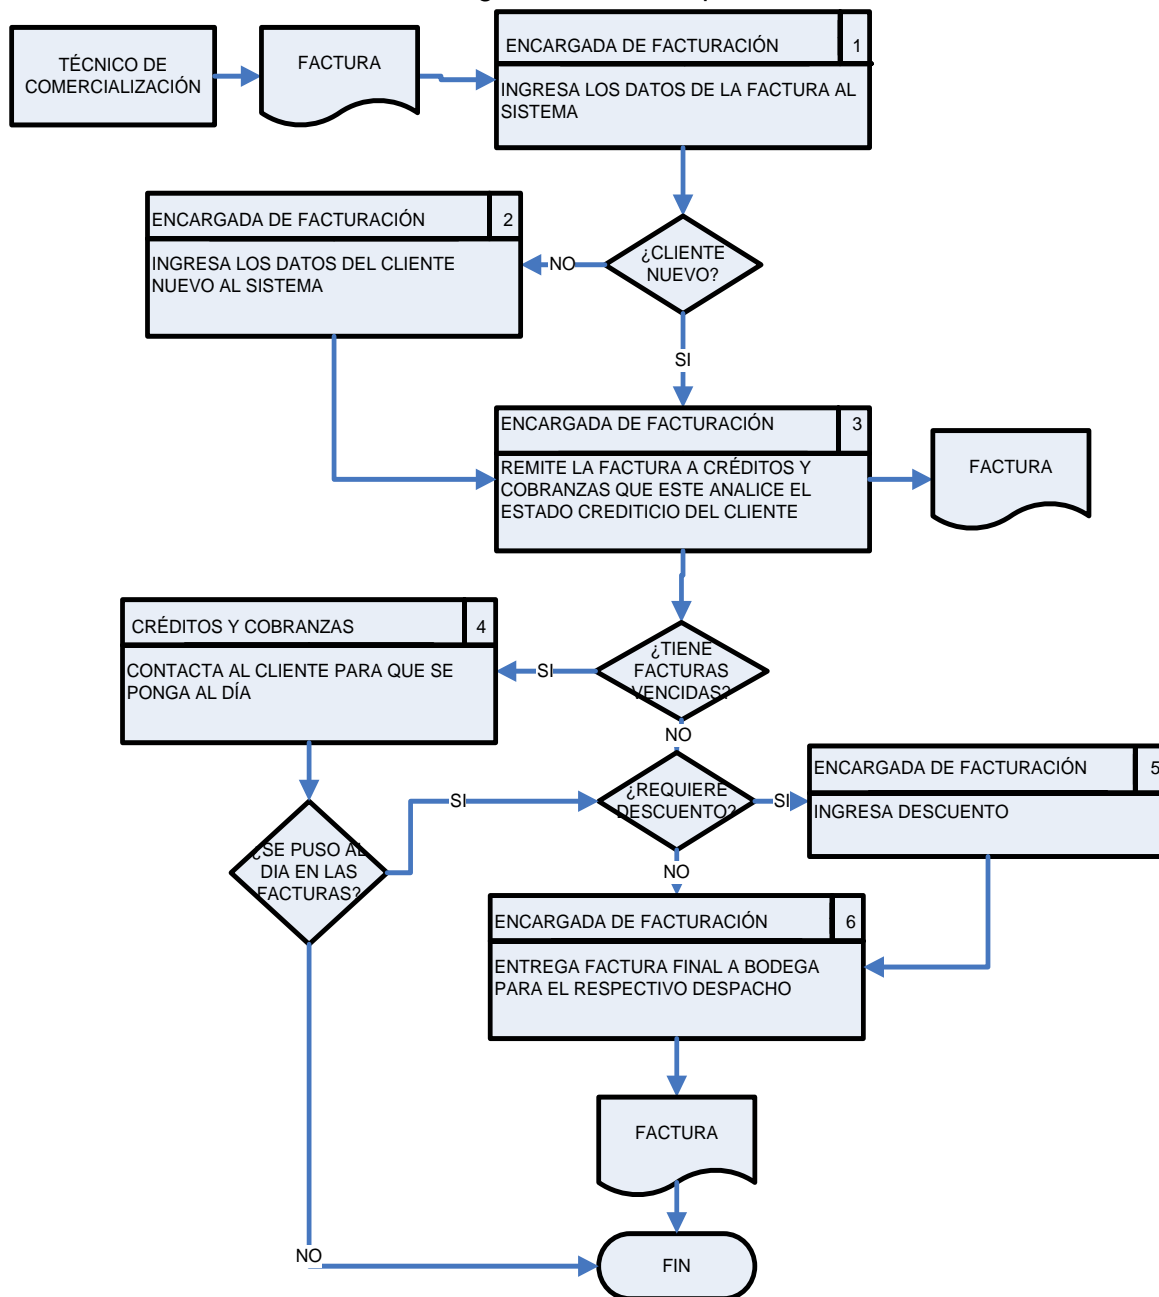 TÉCNICO DE
COMERCIALIZACIÓN
FACTURA
ENCARGADA DE FACTURACIÓN
1
INGRESA LOS DATOS DE LA FACTURA AL
SISTEMA
ENCARGADA DE FACTURACIÓN
2
INGRESA LOS DATOS DEL CLIENTE
NUEVO AL SISTEMA
NO
¿CLIENTE
NUEVO?
SI
ENCARGADA DE FACTURACIÓN
3
REMITE LA FACTURA A CRÉDITOS Y
COBRANZAS QUE ESTE ANALICE EL
ESTADO CREDITICIO DEL CLIENTE
FACTURA
CRÉDITOS Y COBRANZAS
4
CONTACTA AL CLIENTE PARA QUE SE
PONGA AL DÍA
SI
¿TIENE
FACTURAS
VENCIDAS?
NO
¿REQUIERE
DESCUENTO?
SI
SI
ENCARGADA DE FACTURACIÓN
5
INGRESA DESCUENTO
¿SE PUSO AL
DIA EN LAS
FACTURAS?
NO
ENCARGADA DE FACTURACIÓN
6
ENTREGA FACTURA FINAL A BODEGA
PARA EL RESPECTIVO DESPACHO
FACTURA
NO
FIN